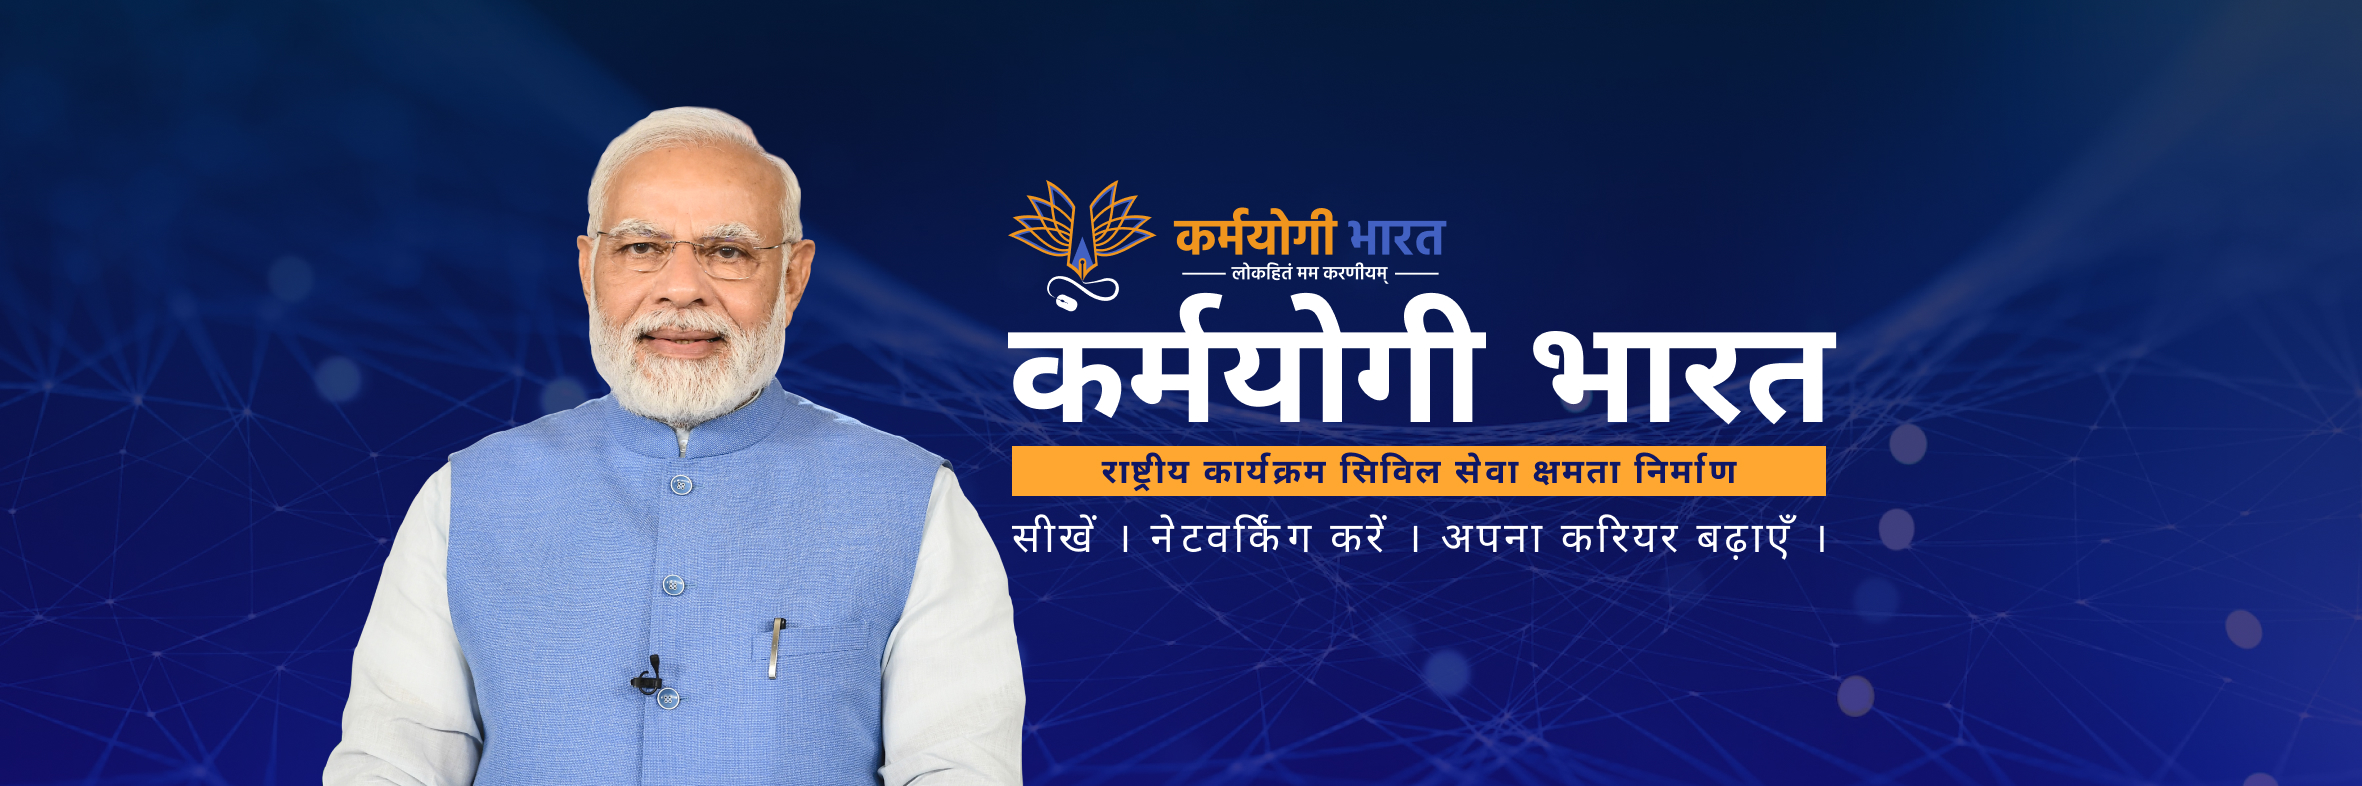 कर्मयोगी भारत
लोकहितं मम करणीयम्
कर्मयोगी भारत
राष्ट्रीय कार्यक्रम सिविल सेवा क्षमता निर्माण
सीखें । नेटवर्किंग करें । अपना करियर बढ़ाएँ ।